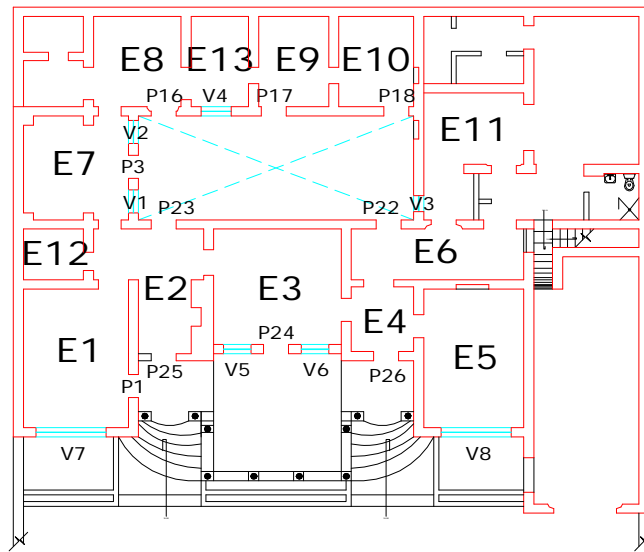 E8 E13 E9 E10
P16 V4 P17 P18
V2 E11
E7 P3
V1 P23 P22 V3
E12 E6
E2 E3
E4
E1 P24 E5
P1 P25 V5 V6 P26
V7 V8